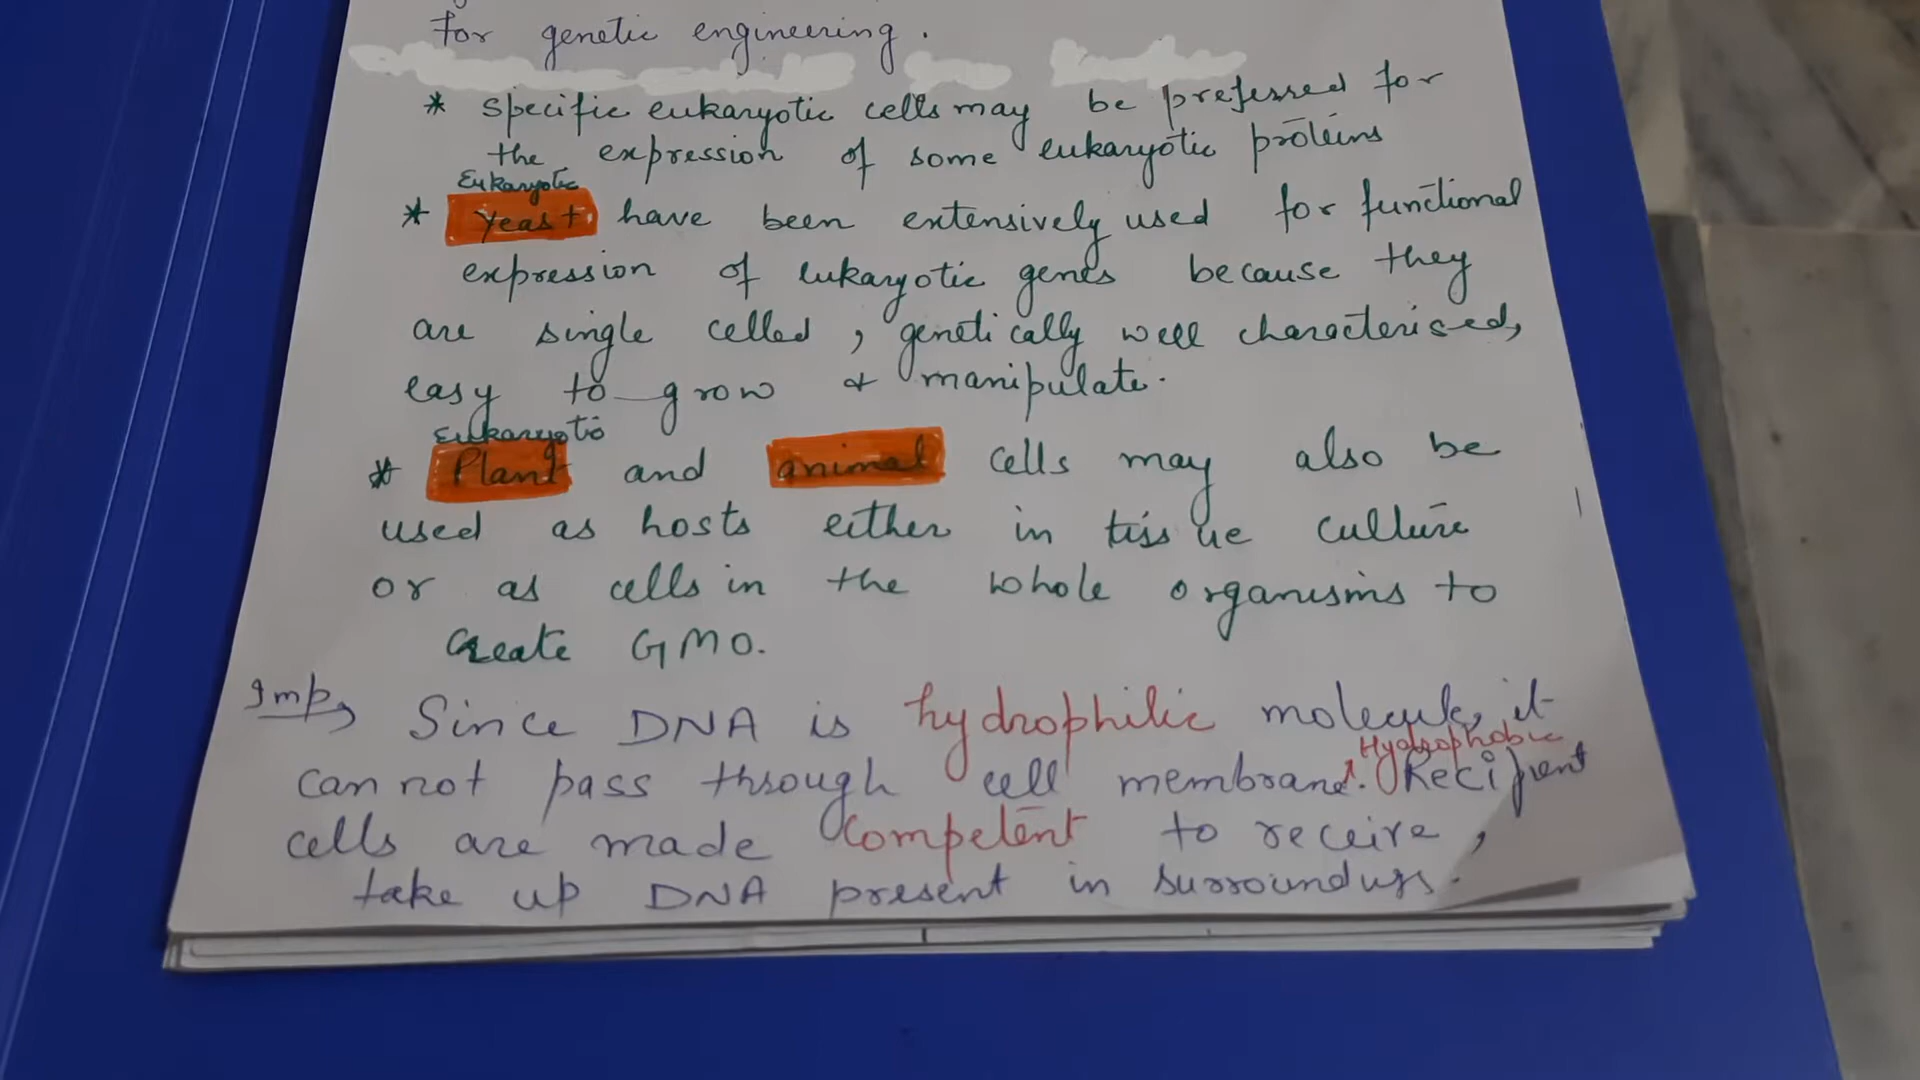 for genetic engineering.
* Specific eukaryotic cells may be preferred for
the expression of some eukaryotic proteins
Eukaryotic
* Yeast have been extensively used for functional
expression of eukaryotic genes because they
are single celled, genetically well characterised,
easy to grow & manipulate.
Eukaryotic
* Plant and animal cells may also be
used as hosts either in tissue culture
or as cells in the whole organisms to
create GMO.
Imp, Since DNA is hydrophilic molecule, it
Hydrophobic
cannot pass through cell membrane. Recipient
cells are made competent to receive,
take up DNA present in surroundings.